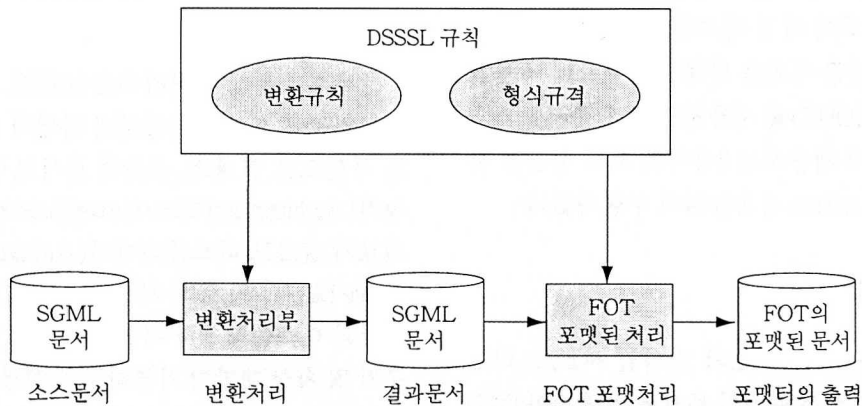 DSSSL 규칙
변환규칙
형식규격
SGML
문서
변환처리부
SGML
문서
FOT
포맷된 처리
FOT의
포맷된 문서
소스문서
변환처리
결과문서
FOT 포맷처리
포맷터의 출력